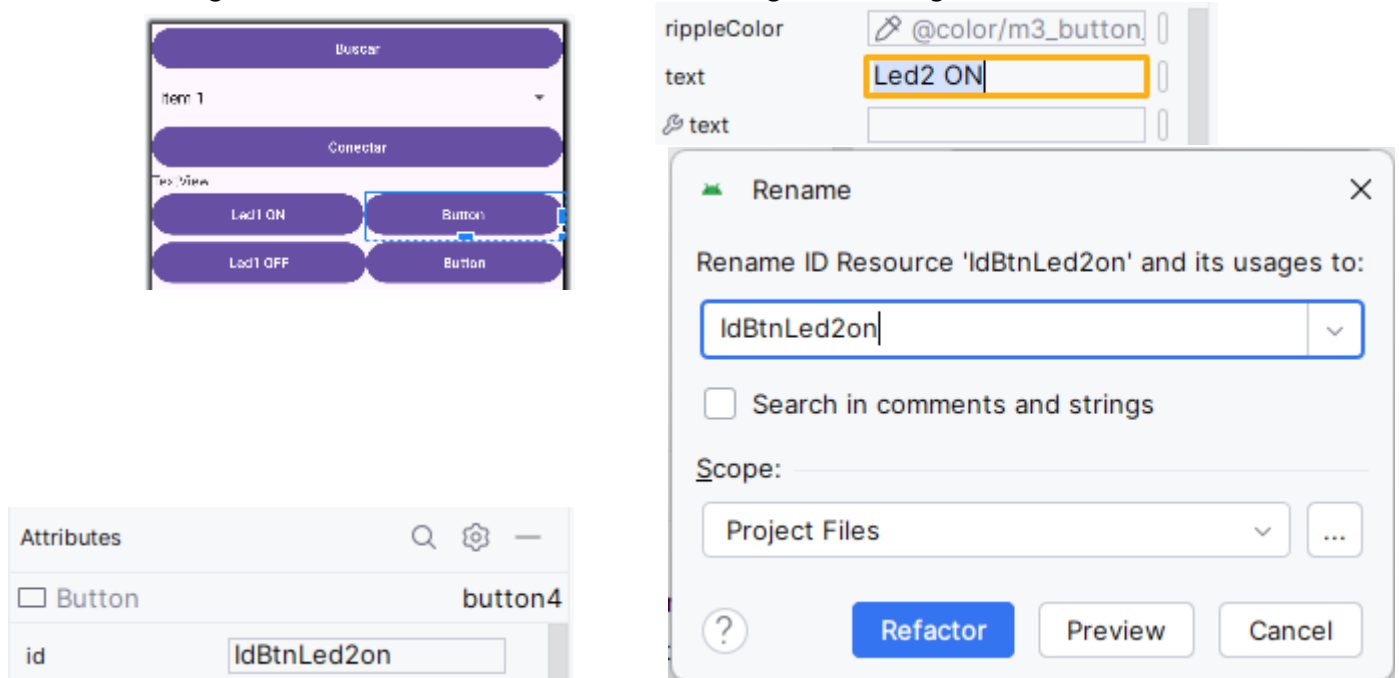 Buscar
Item 1
Conectar
TextView
Led1 ON
Button
Led1 OFF
Button
rippleColor
@color/m3_button_
text
Led2 ON
text
Rename
Rename ID Resource 'IdBtnLed2on' and its usages to:
IdBtnLed2on
Search in comments and strings
Scope:
Project Files
...
?
Refactor
Preview
Cancel
Attributes
Button
button4
id
IdBtnLed2on